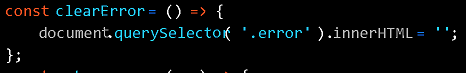 const clearError = () => {
    document.querySelector( '.error' ).innerHTML = '';
};